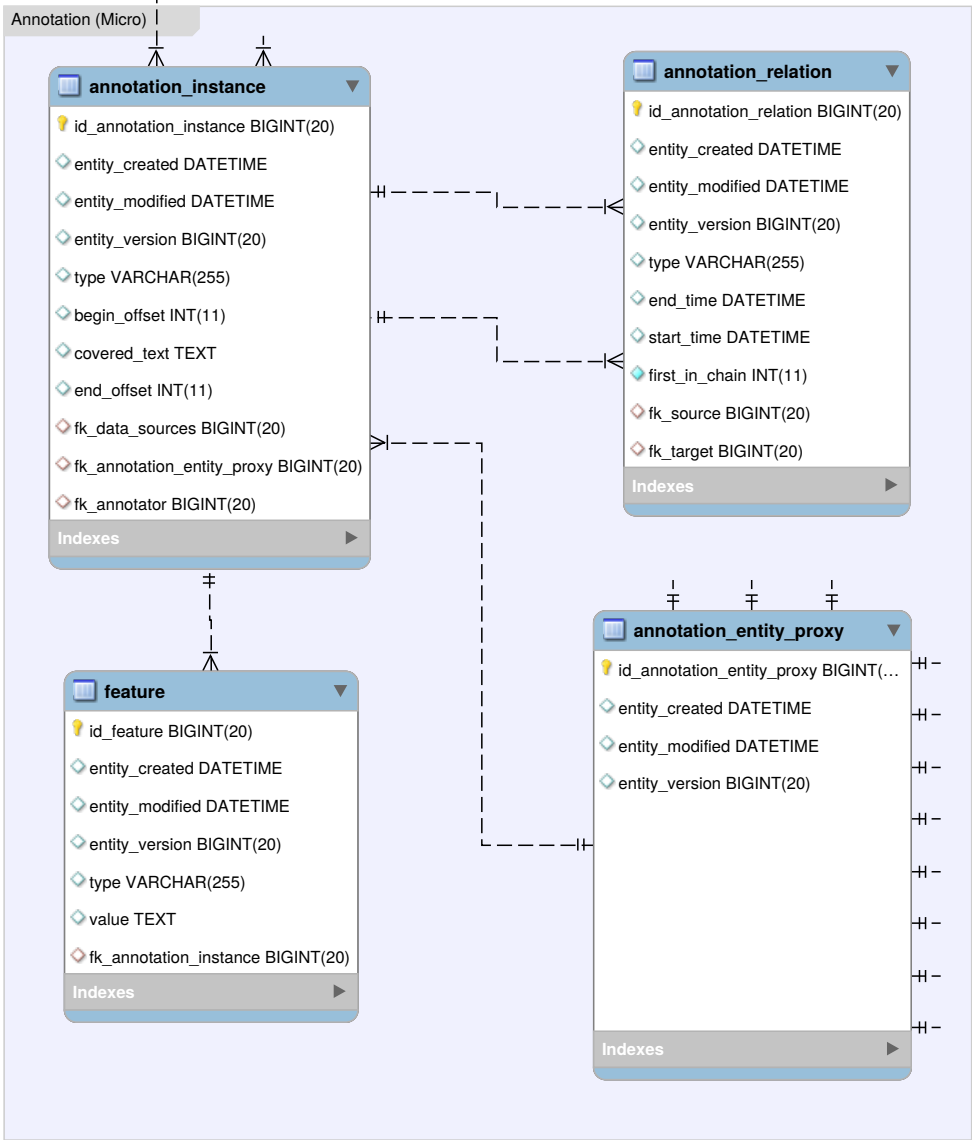 Annotation (Micro)
annotation_instance
id_annotation_instance BIGINT(20)
entity_created DATETIME
entity_modified DATETIME
entity_version BIGINT(20)
type VARCHAR(255)
begin_offset INT(11)
covered_text TEXT
end_offset INT(11)
fk_data_sources BIGINT(20)
fk_annotation_entity_proxy BIGINT(20)
fk_annotator BIGINT(20)
Indexes
annotation_relation
id_annotation_relation BIGINT(20)
entity_created DATETIME
entity_modified DATETIME
entity_version BIGINT(20)
type VARCHAR(255)
end_time DATETIME
start_time DATETIME
first_in_chain INT(11)
fk_source BIGINT(20)
fk_target BIGINT(20)
Indexes
feature
id_feature BIGINT(20)
entity_created DATETIME
entity_modified DATETIME
entity_version BIGINT(20)
type VARCHAR(255)
value TEXT
fk_annotation_instance BIGINT(20)
Indexes
annotation_entity_proxy
id_annotation_entity_proxy BIGINT(...
entity_created DATETIME
entity_modified DATETIME
entity_version BIGINT(20)
Indexes